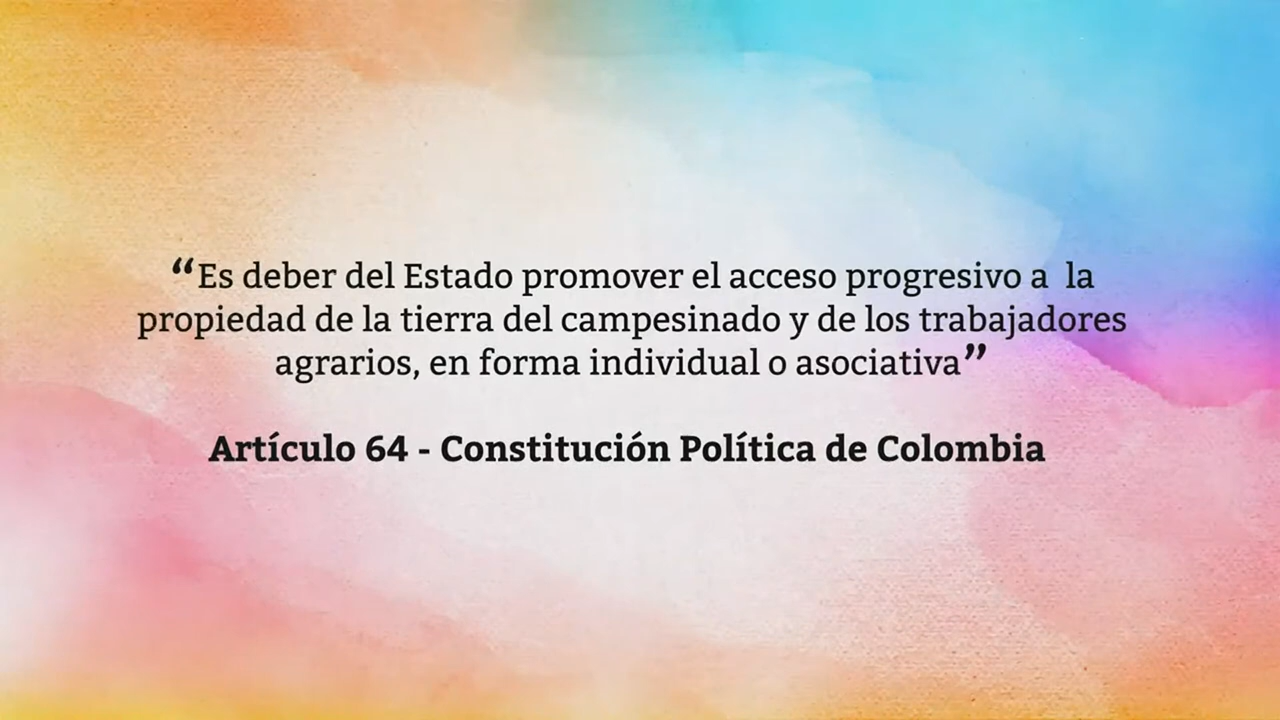 “Es deber del Estado promover el acceso progresivo a  la
propiedad de la tierra del campesinado y de los trabajadores
agrarios, en forma individual o asociativa”
Artículo 64 - Constitución Política de Colombia